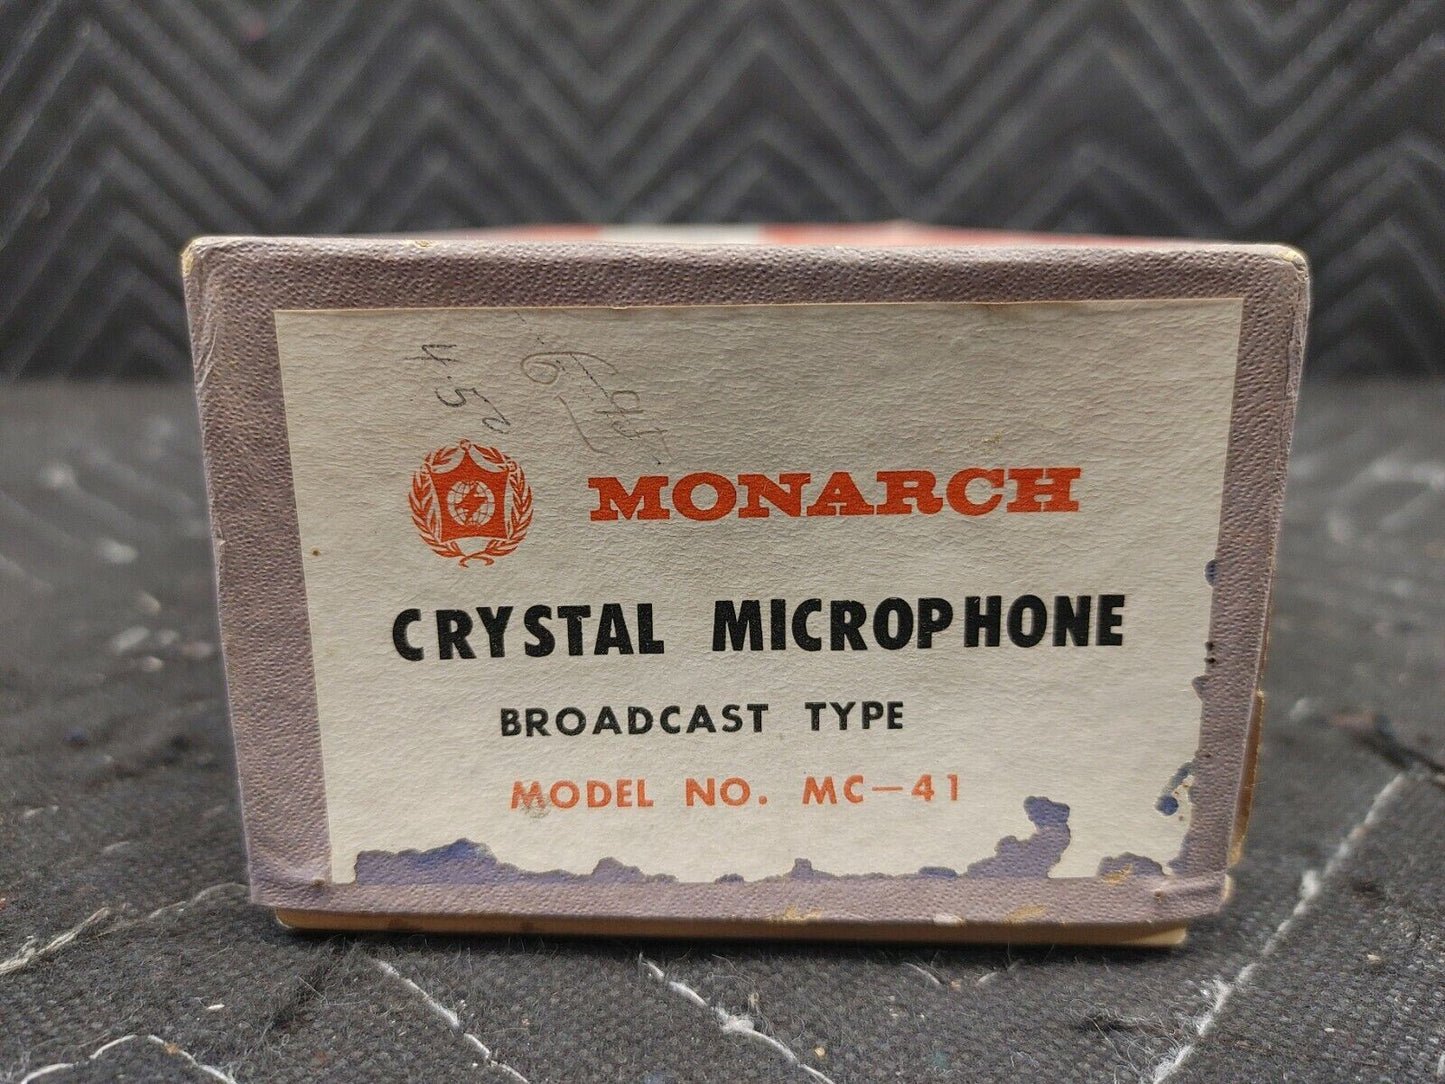 4.50
6.95
MONARCH
CRYSTAL MICROPHONE
BROADCAST TYPE
MODEL NO. MC-41